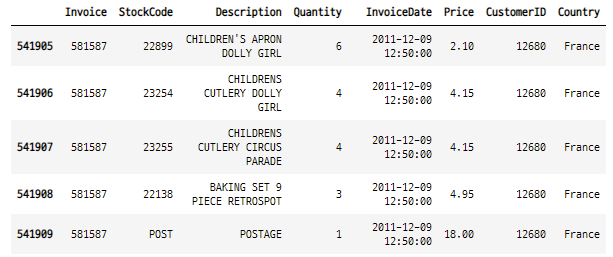 Invoice StockCode Description Quantity InvoiceDate Price CustomerID Country
541905 581587 22899 CHILDREN'S APRON DOLLY GIRL 6 2011-12-09 12:50:00 2.10 12680 France
541906 581587 23254 CHILDRENS CUTLERY DOLLY GIRL 4 2011-12-09 12:50:00 4.15 12680 France
541907 581587 23255 CHILDRENS CUTLERY CIRCUS PARADE 4 2011-12-09 12:50:00 4.15 12680 France
541908 581587 22138 BAKING SET 9 PIECE RETROSPOT 3 2011-12-09 12:50:00 4.95 12680 France
541909 581587 POST POSTAGE 1 2011-12-09 12:50:00 18.00 12680 France